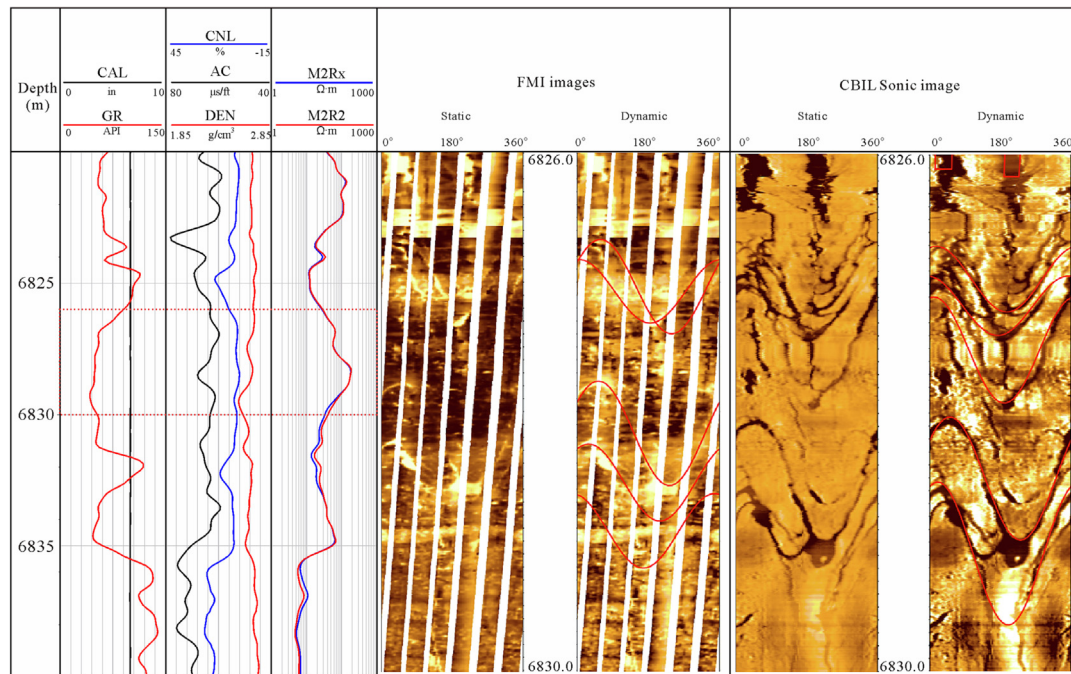 CNL
45 % -15
CAL AC M2Rx
Depth (m)
0 in 10 80 μs/ft 40 1 Ω·m 1000
GR DEN M2R2
0 API 150 1.85 g/cm³ 2.85 1 Ω·m 1000
FMI images
Static Dynamic
0° 180° 360° 0° 180° 360°
CBIL Sonic image
Static Dynamic
0° 180° 360° 0° 180° 360°
6826.0 6826.0
6825
6830
6835
6830.0 6830.0